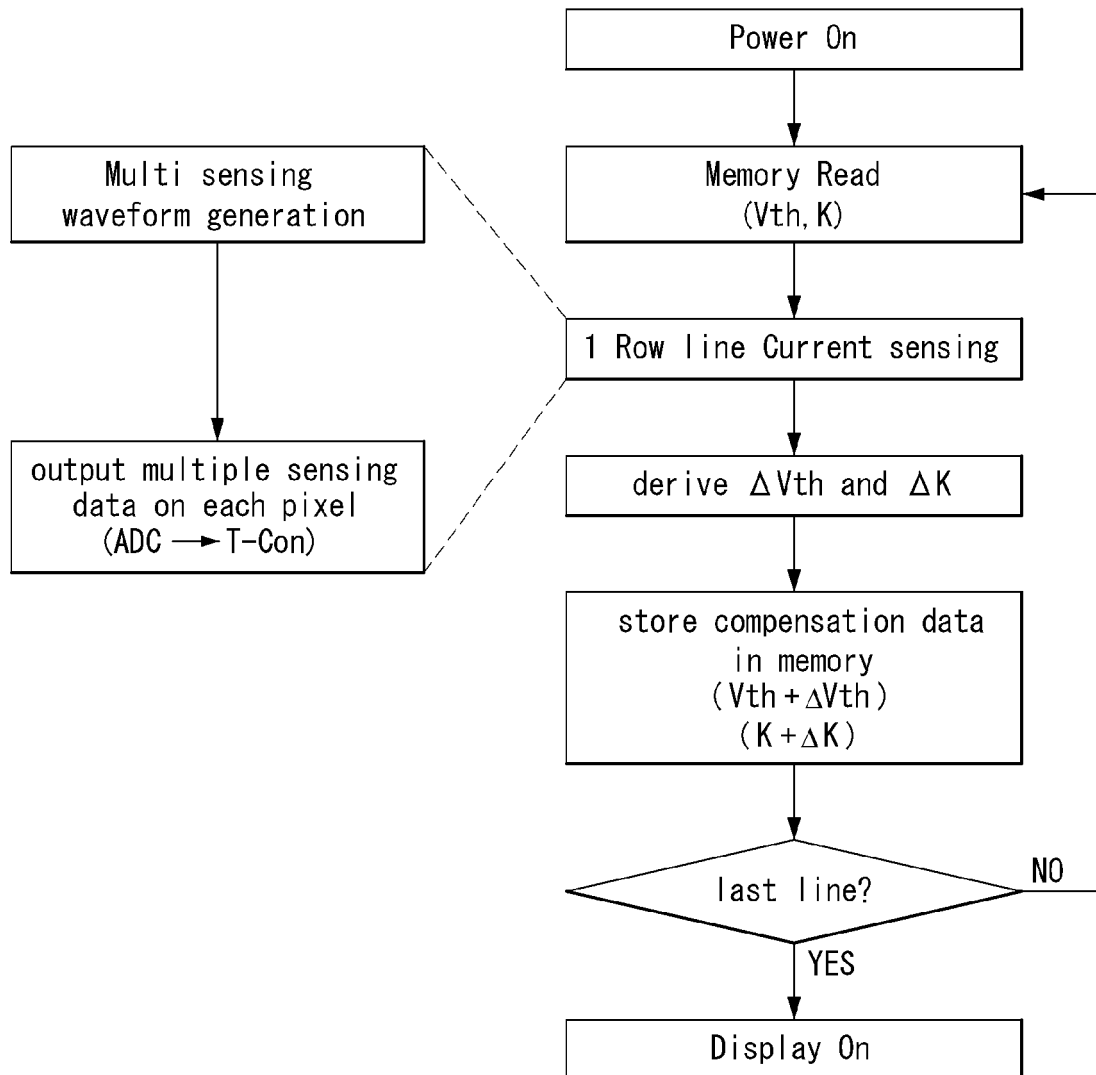 Power On
Memory Read
(Vth, K)
1 Row line Current sensing
Multi sensing
waveform generation
output multiple sensing
data on each pixel
(ADC → T-Con)
derive ΔVth and ΔK
store compensation data
in memory
(Vth+ΔVth)
(K+ΔK)
last line?
NO
YES
Display On